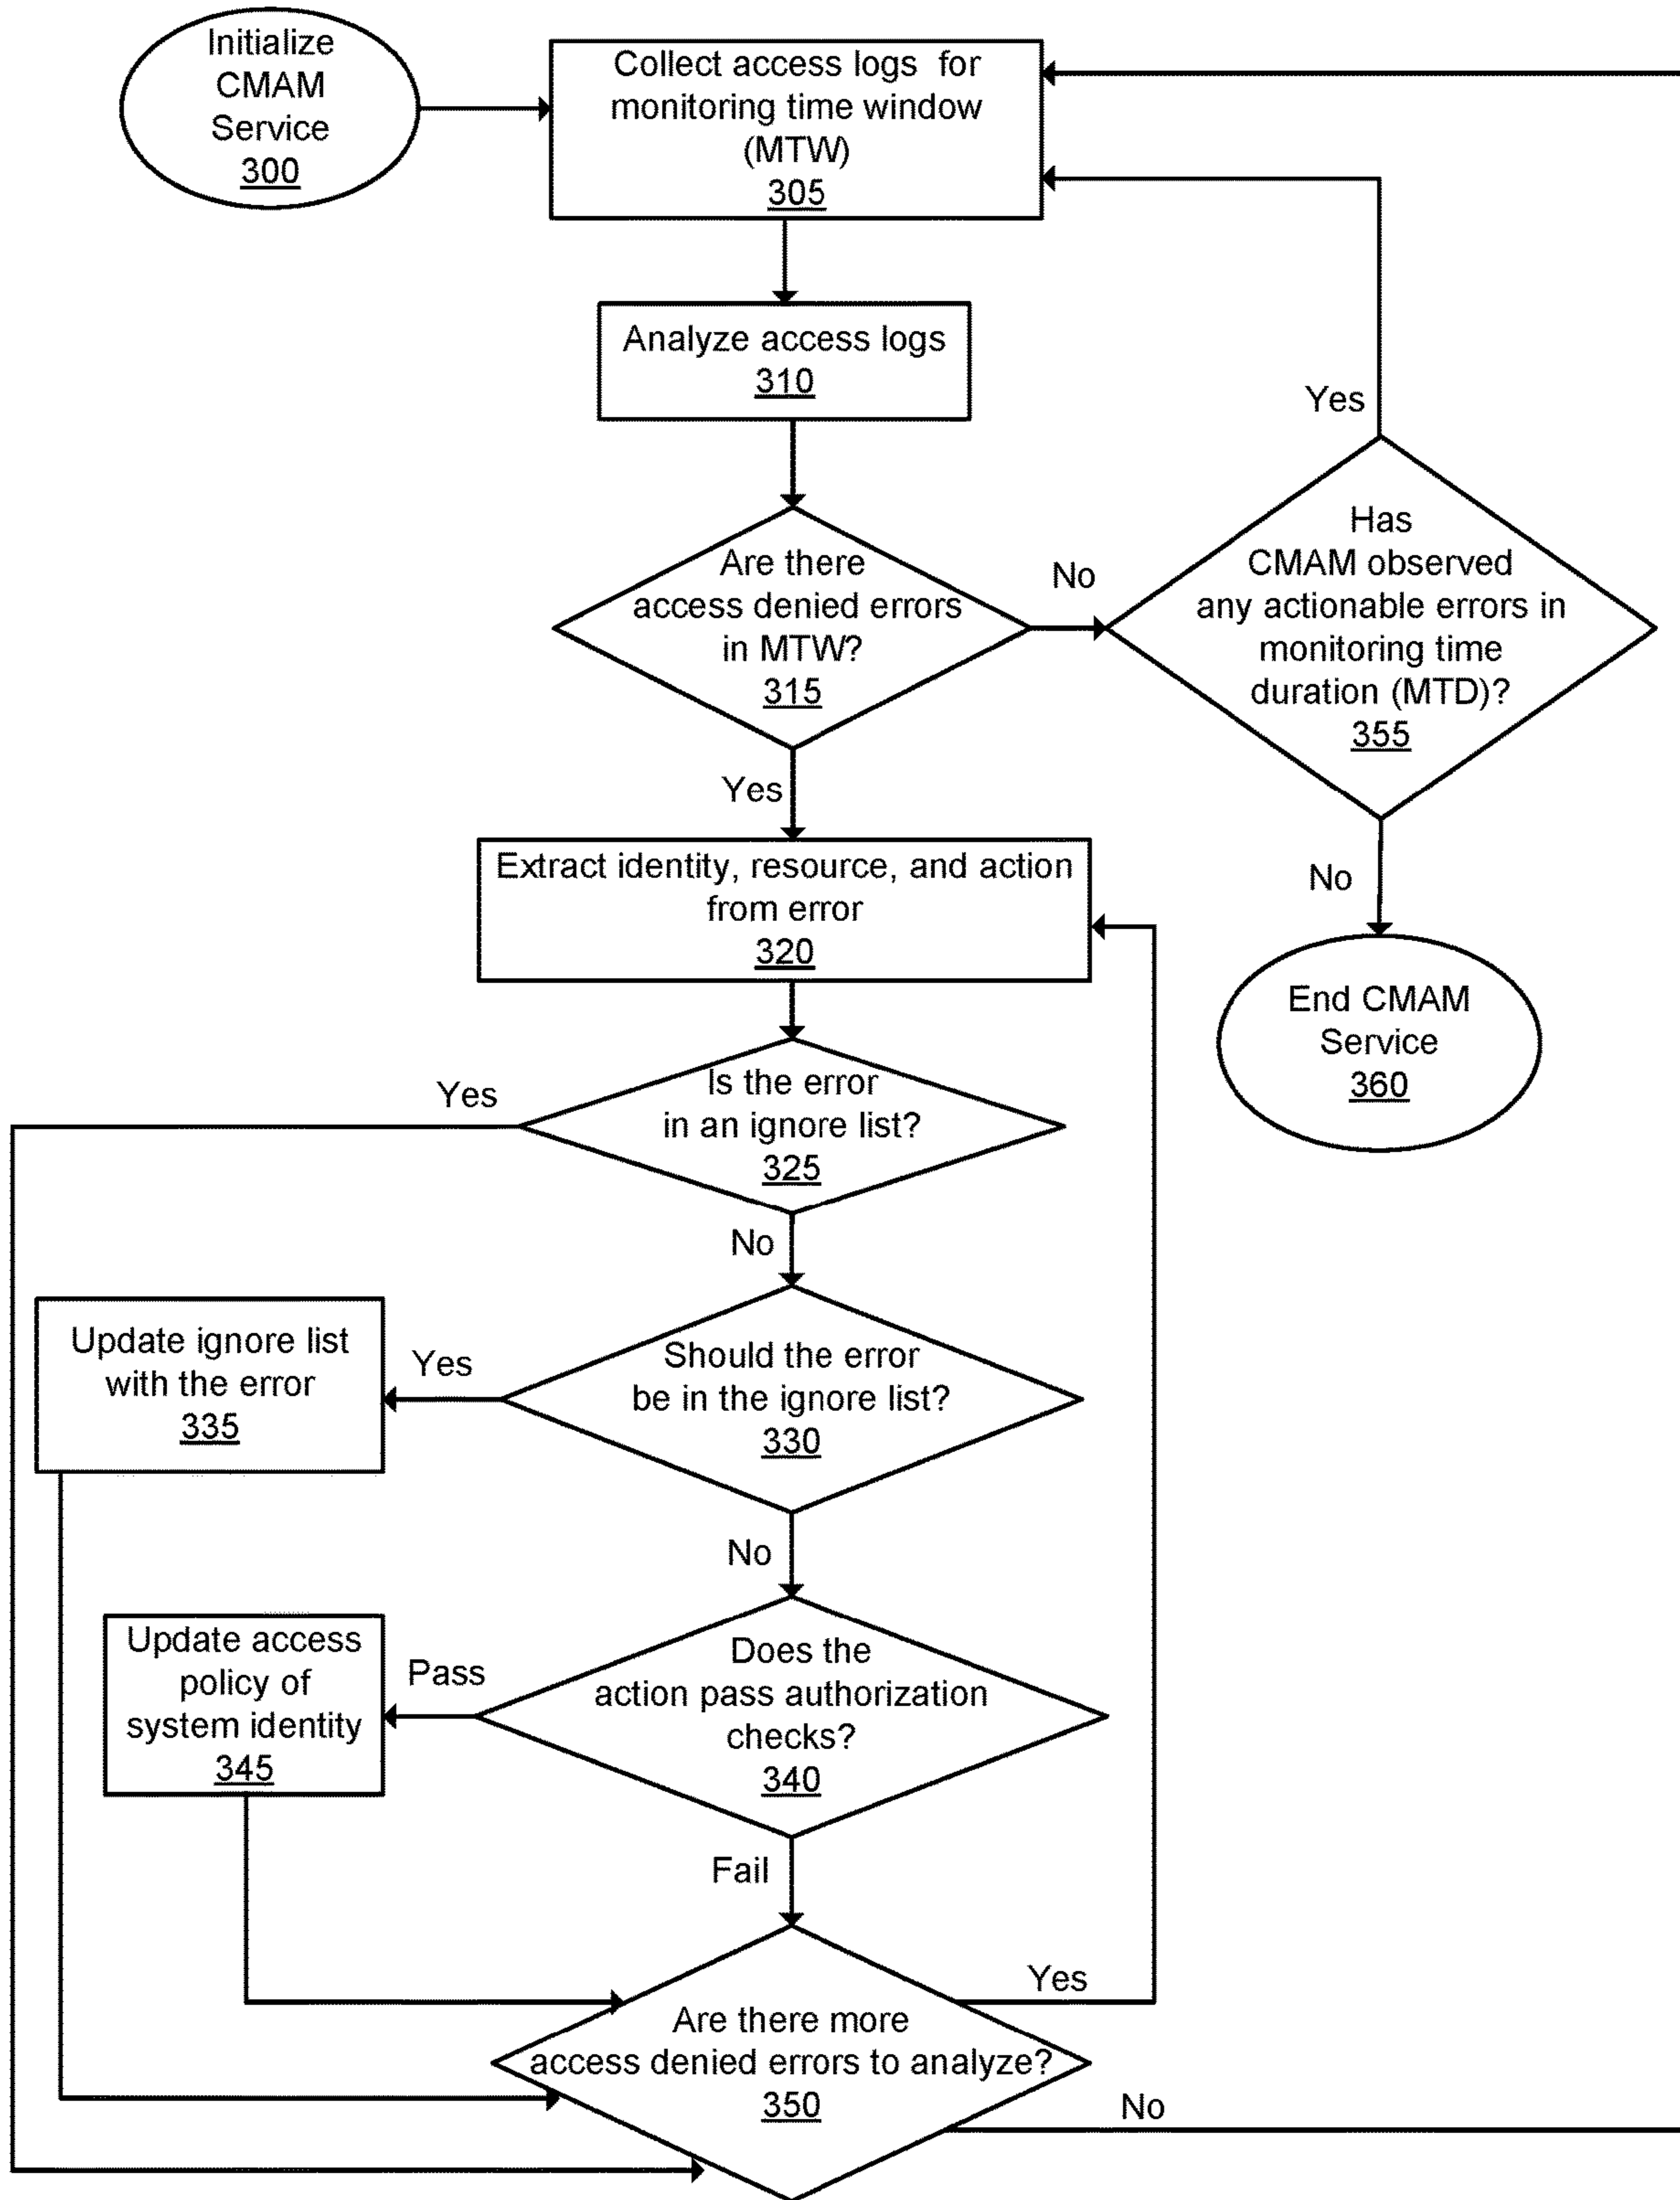 Initialize
CMAM
Service
300
Collect access logs for
monitoring time window
(MTW)
305
Analyze access logs
310
Yes
Are there
access denied errors
in MTW?
315
No
Has
CMAM observed
any actionable errors in
monitoring time
duration (MTD)?
355
Yes
No
Extract identity, resource, and action
from error
320
End CMAM
Service
360
Yes
Is the error
in an ignore list?
325
No
Update ignore list
with the error
335
Yes
Should the error
be in the ignore list?
330
No
Update access
policy of
system identity
345
Pass
Does the
action pass authorization
checks?
340
Fail
Yes
Are there more
access denied errors to analyze?
350
No